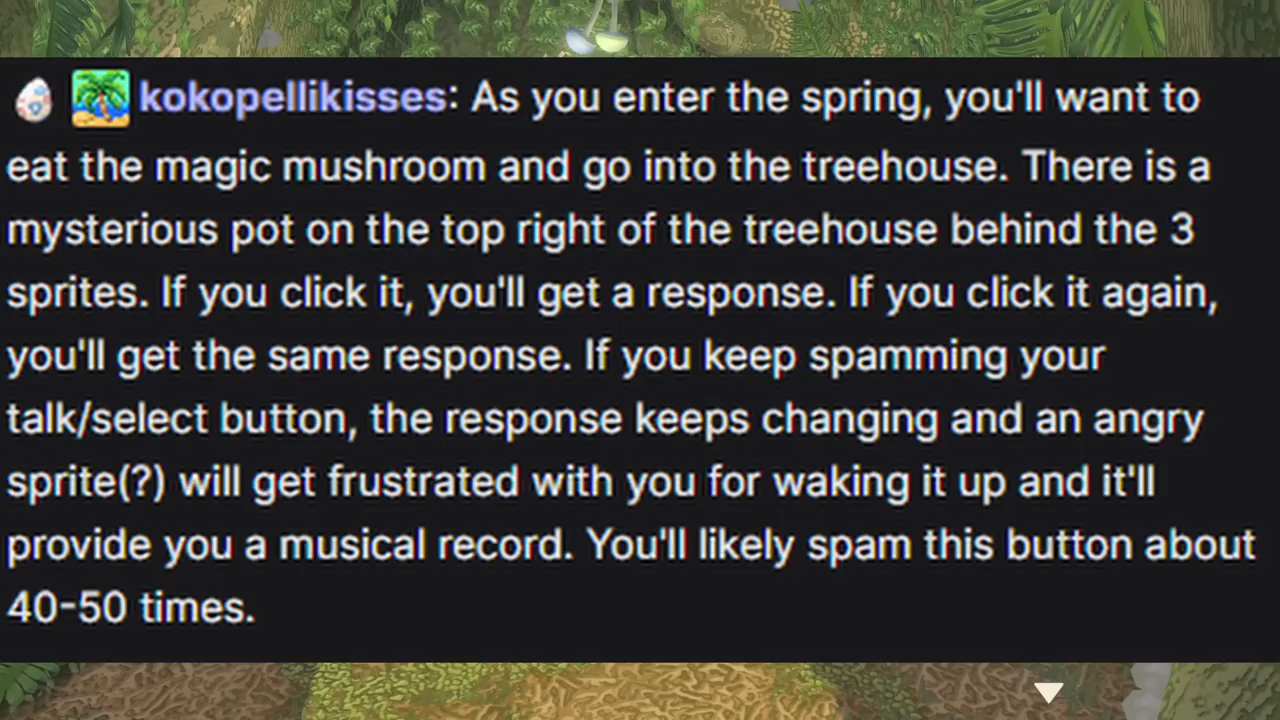 kokopellikisses: As you enter the spring, you'll want to
eat the magic mushroom and go into the treehouse. There is a
mysterious pot on the top right of the treehouse behind the 3
sprites. If you click it, you'll get a response. If you click it again,
you'll get the same response. If you keep spamming your
talk/select button, the response keeps changing and an angry
sprite(?) will get frustrated with you for waking it up and it'll
provide you a musical record. You'll likely spam this button about
40-50 times.